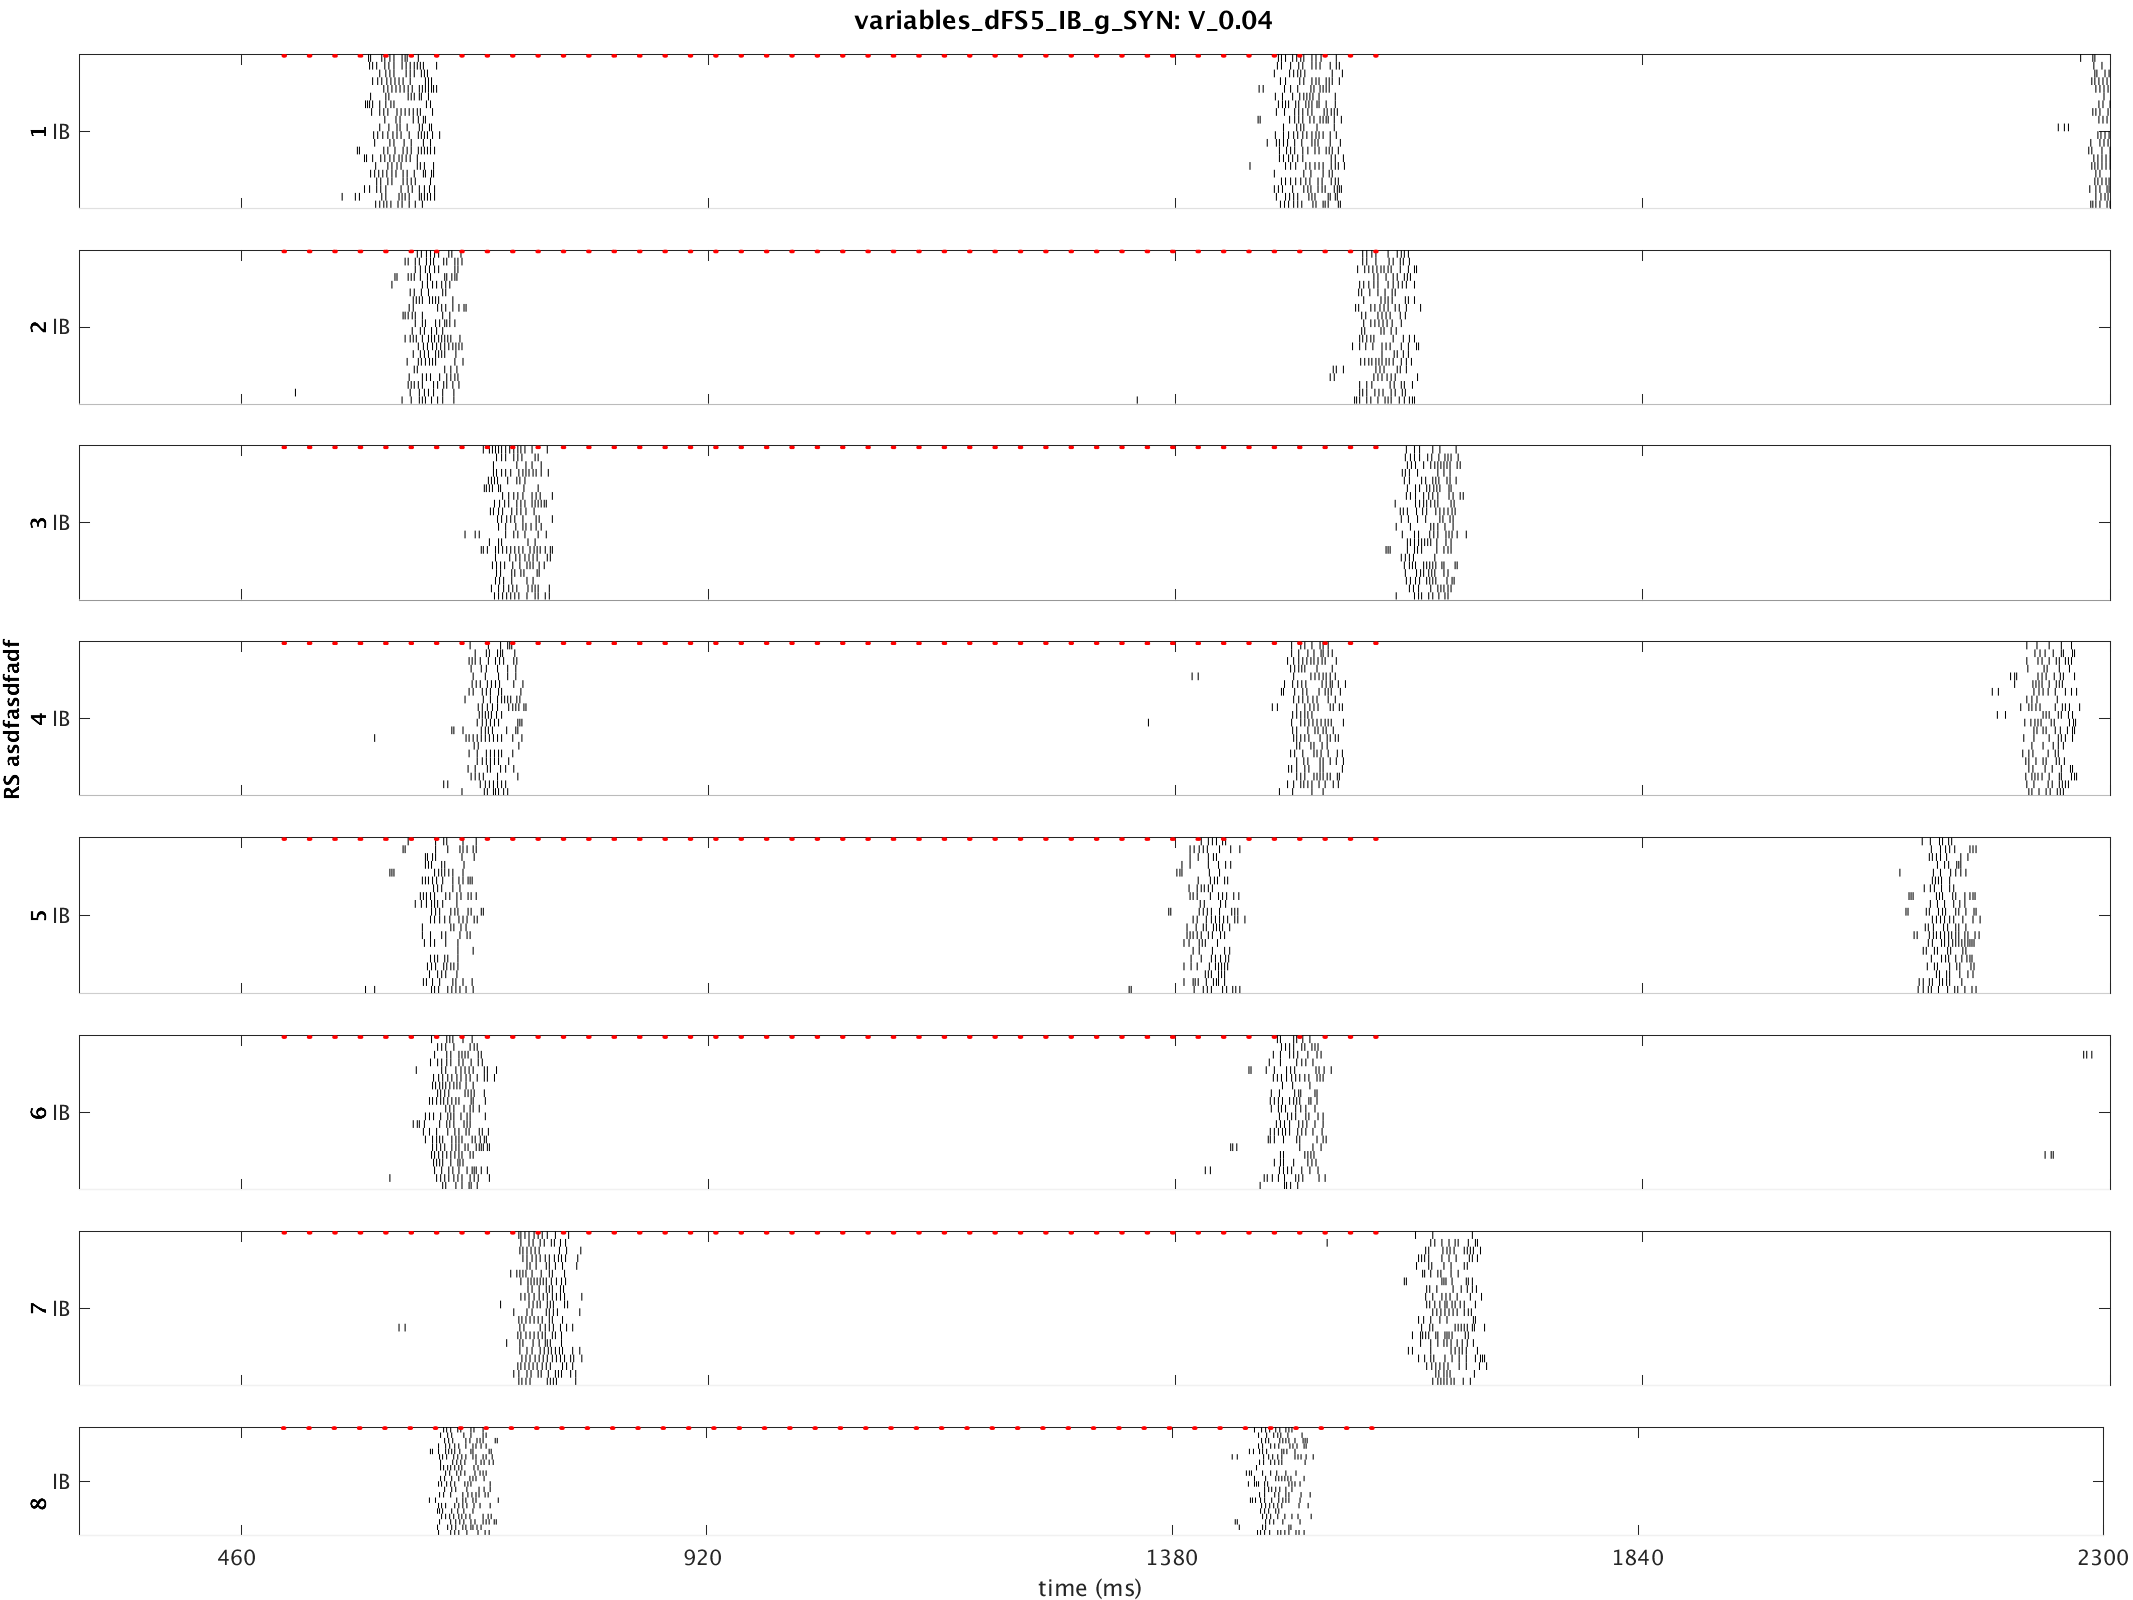 variables_dFS5_IB_g_SYN: V_0.04
1 IB
2 IB
3 IB
RS asdfasdfadf
4 IB
5 IB
6 IB
7 IB
8 IB
460 920 1380 1840 2300
time (ms)